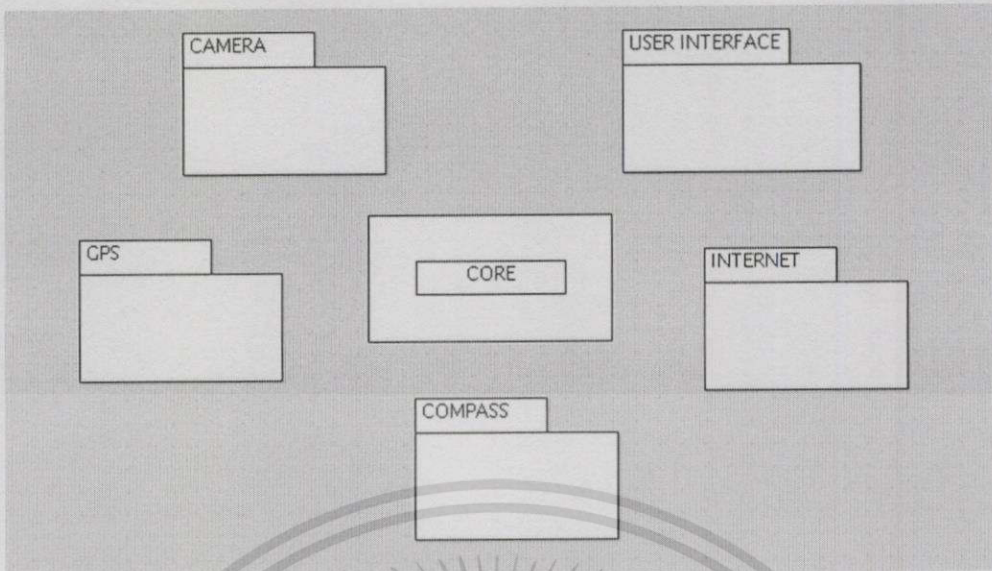 CAMERA
USER INTERFACE
GPS
CORE
INTERNET
COMPASS